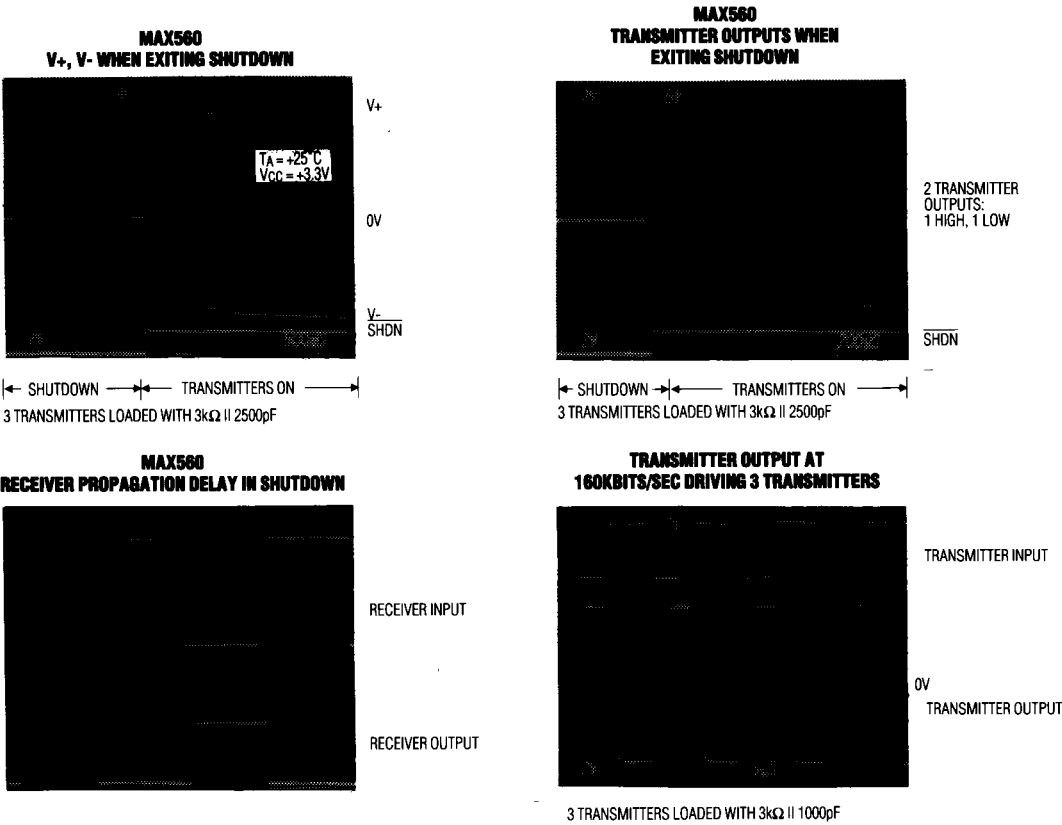 MAX560
V+, V- WHEN EXITING SHUTDOWN
V+
TA = +25°C
VCC = +3.3V
0V
V-
SHDN
SHUTDOWN
TRANSMITTERS ON
3 TRANSMITTERS LOADED WITH 3kΩ II 2500pF
MAX560
TRANSMITTER OUTPUTS WHEN
EXITING SHUTDOWN
2 TRANSMITTER
OUTPUTS:
1 HIGH, 1 LOW
SHDN
SHUTDOWN
TRANSMITTERS ON
3 TRANSMITTERS LOADED WITH 3kΩ II 2500pF
MAX560
RECEIVER PROPAGATION DELAY IN SHUTDOWN
RECEIVER INPUT
RECEIVER OUTPUT
TRANSMITTER OUTPUT AT
160KBITS/SEC DRIVING 3 TRANSMITTERS
TRANSMITTER INPUT
0V
TRANSMITTER OUTPUT
3 TRANSMITTERS LOADED WITH 3kΩ II 1000pF